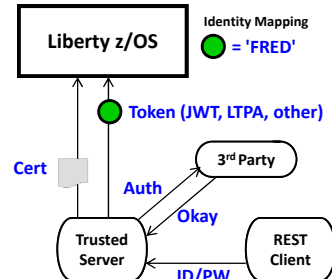 Liberty z/OS
Identity Mapping
= 'FRED'
Token (JWT, LTPA, other)
Cert
3rd Party
Auth
Okay
Trusted
Server
REST
Client
ID/PW